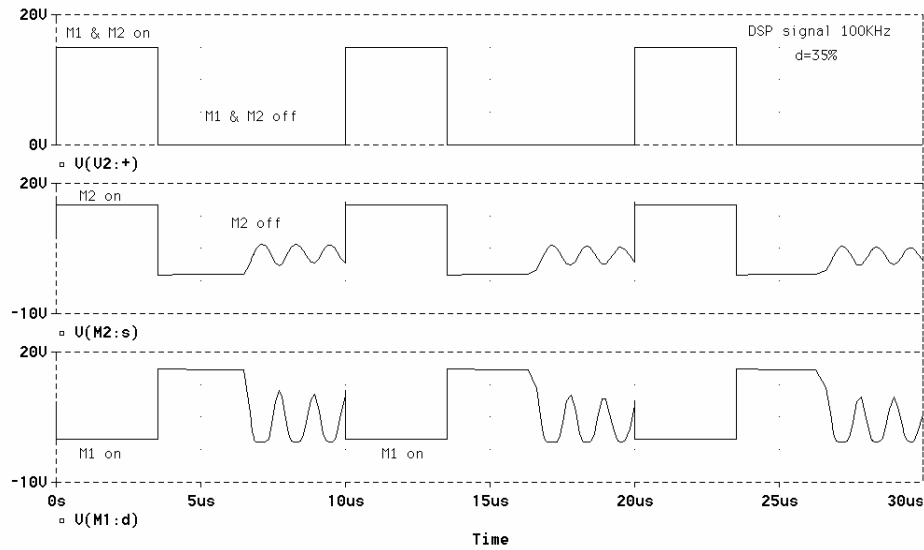 20V
M1 & M2 on
DSP signal 100KHz
d=35%
M1 & M2 off
0V
V(V2:+)
20V
M2 on
M2 off
-10V
V(M2:s)
20V
M1 on
M1 on
-10V
0s 5us 10us 15us 20us 25us 30us
V(M1:d)
Time